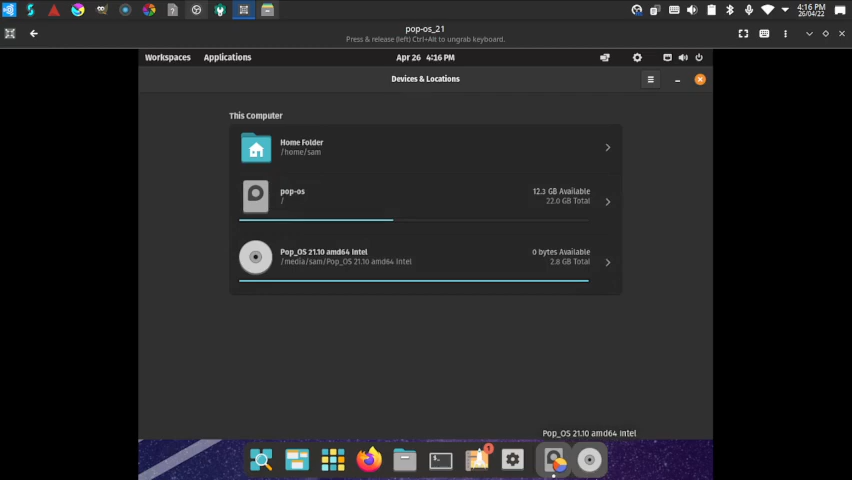 4:16 PM
26/04/22
pop-os_21
Press & release (left) Ctrl+Alt to ungrab keyboard.
Workspaces Applications Apr 26 4:16 PM
Devices & Locations
This Computer
Home Folder
/home/sam
pop-os 12.3 GB Available
/ 22.0 GB Total
Pop_OS 21.10 amd64 Intel 0 bytes Available
/media/sam/Pop_OS 21.10 amd64 Intel 2.8 GB Total
Pop_OS 21.10 amd64 Intel
1